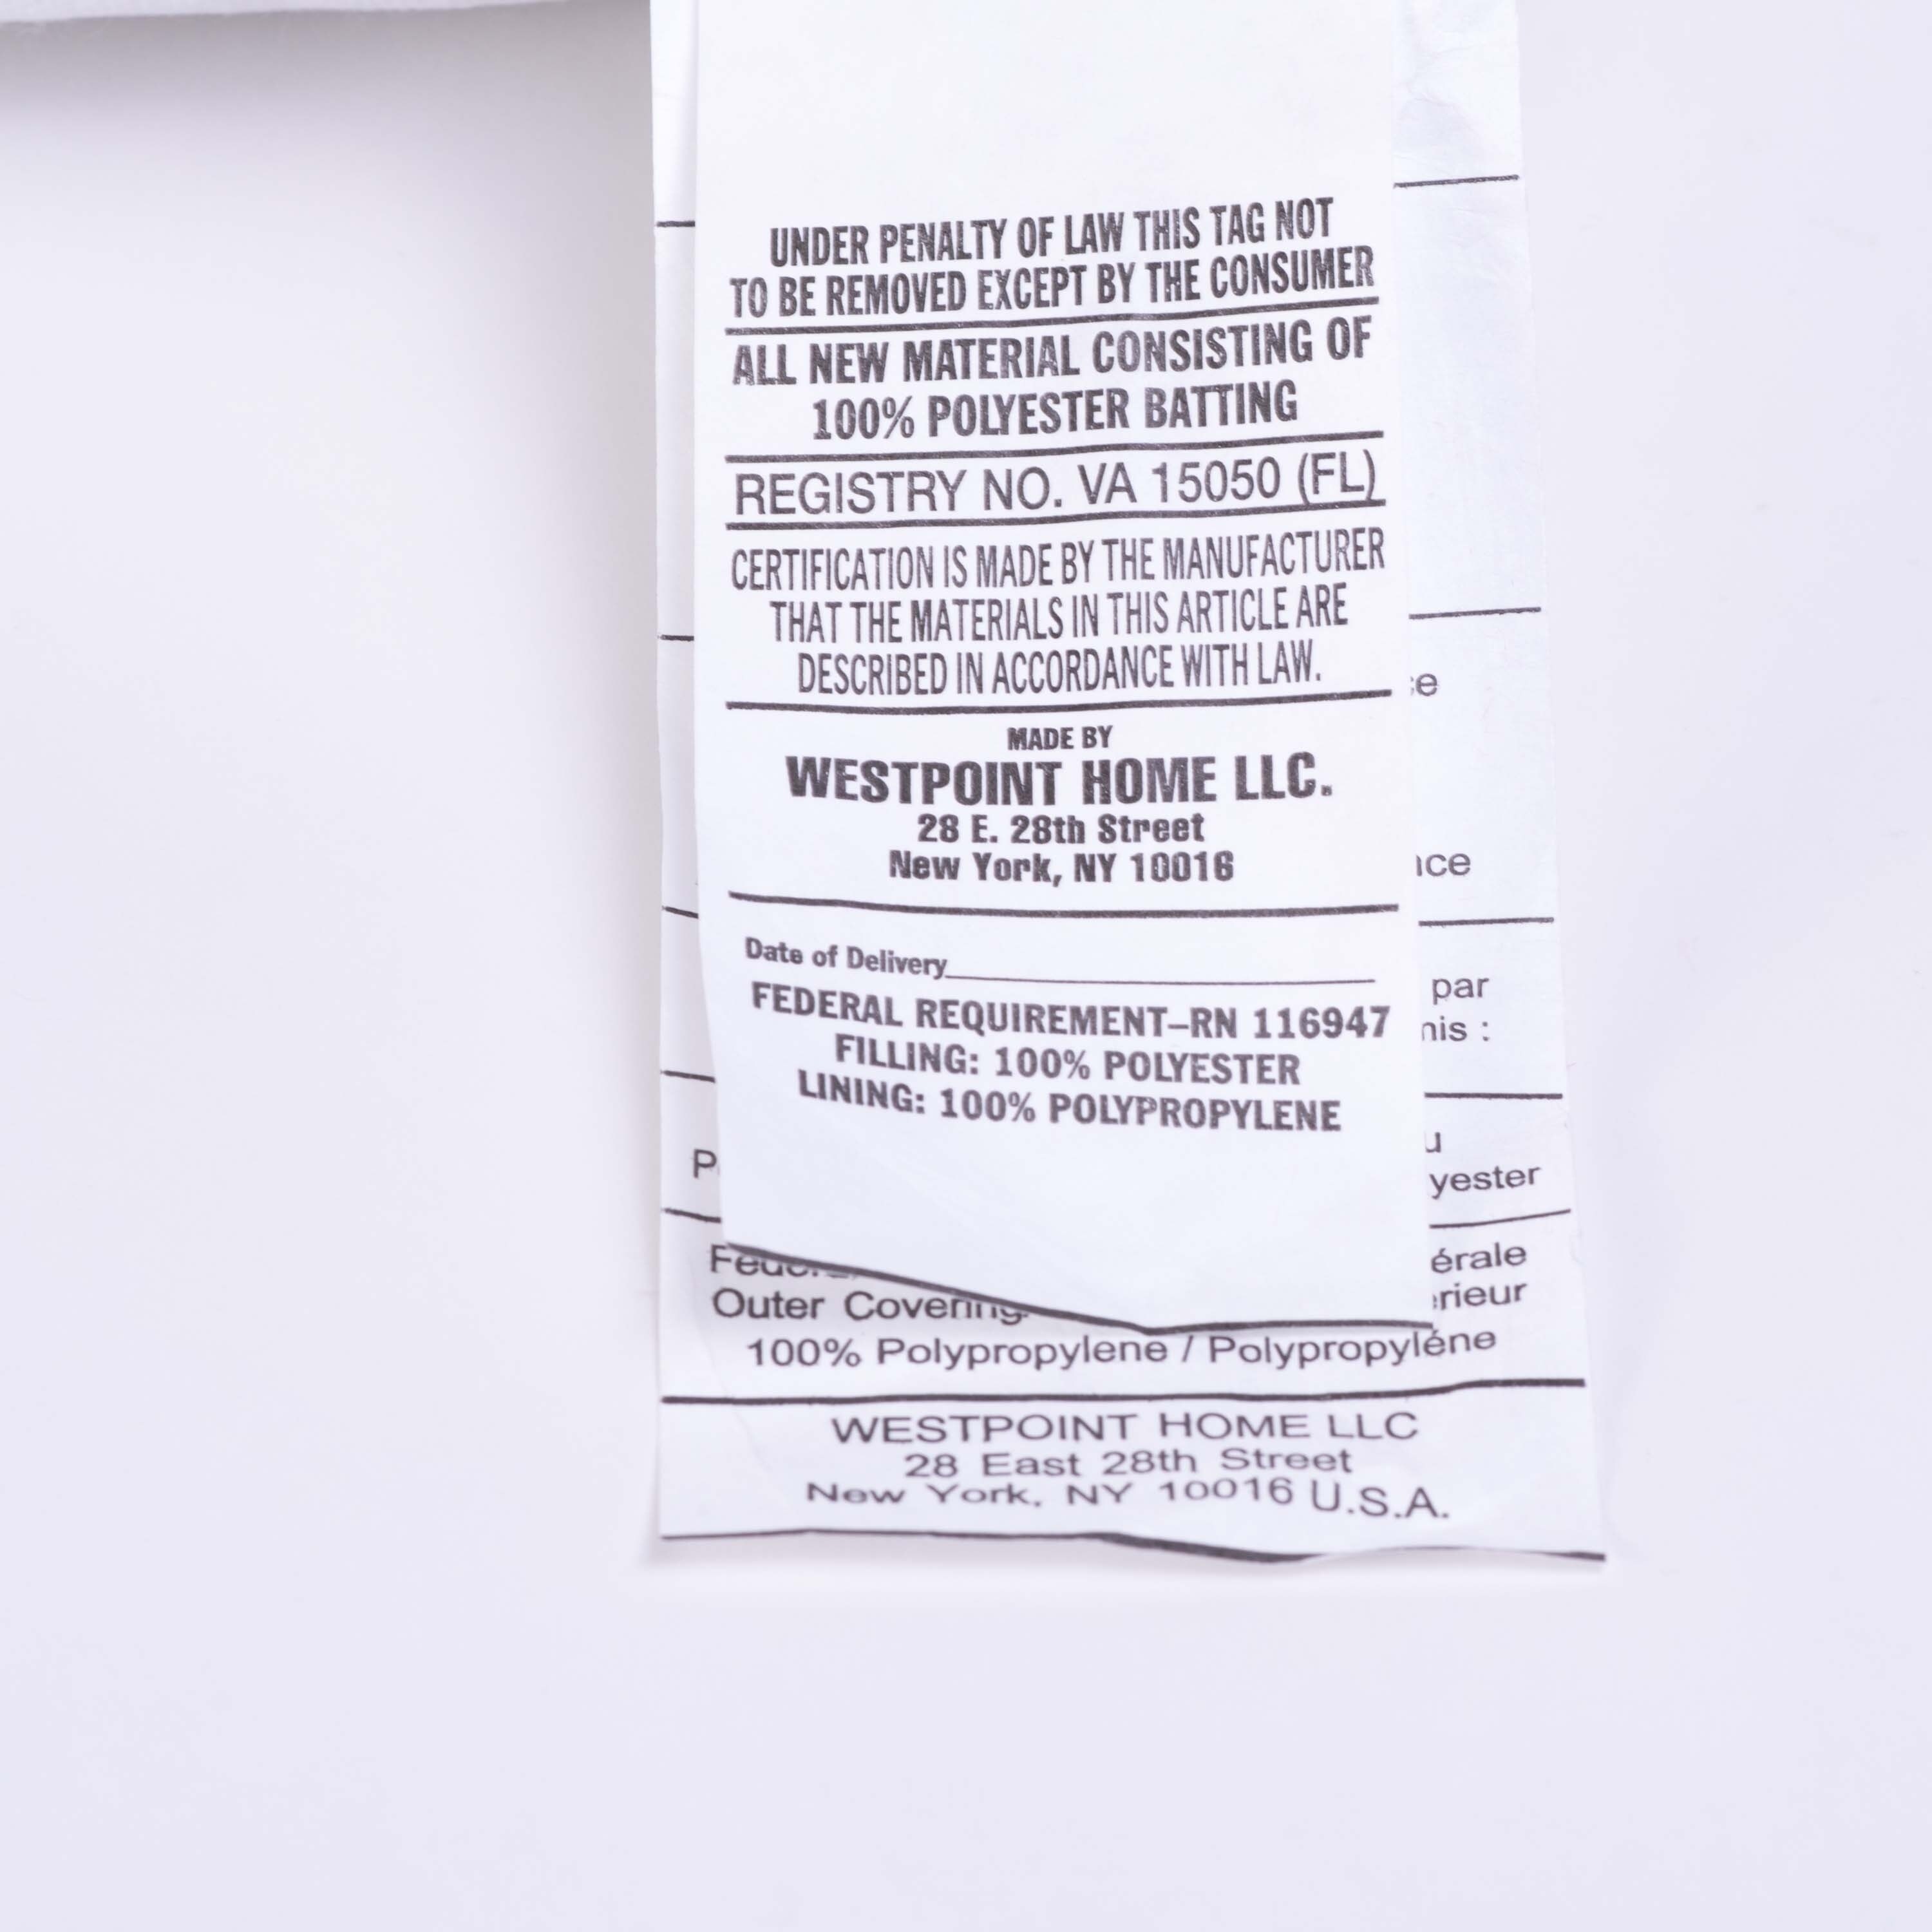 UNDER PENALTY OF LAW THIS TAG NOT
TO BE REMOVED EXCEPT BY THE CONSUMER
ALL NEW MATERIAL CONSISTING OF
100% POLYESTER BATTING
REGISTRY NO. VA 15050 (FL)
CERTIFICATION IS MADE BY THE MANUFACTURER
THAT THE MATERIALS IN THIS ARTICLE ARE
DESCRIBED IN ACCORDANCE WITH LAW.
MADE BY
WESTPOINT HOME LLC.
28 E. 28th Street
New York, NY 10016
Date of Delivery
FEDERAL REQUIREMENT–RN 116947
FILLING: 100% POLYESTER
LINING: 100% POLYPROPYLENE
par
Outer Covering
100% Polypropylene / Polypropyléne
WESTPOINT HOME LLC
28 East 28th Street
New York, NY 10016 U.S.A.